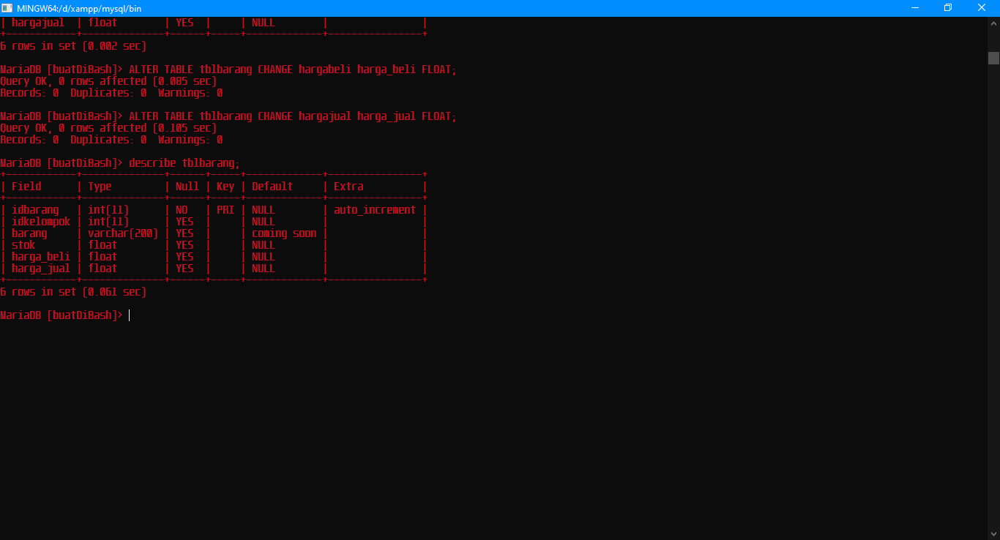 MINGW64:/d/xampp/mysql/bin
| hargajual  | float        | YES  |     | NULL        |                |
+------------+--------------+------+-----+-------------+----------------+
6 rows in set (0.002 sec)
MariaDB [buatDiBash]> ALTER TABLE tblbarang CHANGE hargabeli harga_beli FLOAT;
Query OK, 0 rows affected (0.085 sec)
Records: 0  Duplicates: 0  Warnings: 0
MariaDB [buatDiBash]> ALTER TABLE tblbarang CHANGE hargajual harga_jual FLOAT;
Query OK, 0 rows affected (0.105 sec)
Records: 0  Duplicates: 0  Warnings: 0
MariaDB [buatDiBash]> describe tblbarang;
+------------+--------------+------+-----+-------------+----------------+
| Field      | Type         | Null | Key | Default     | Extra          |
+------------+--------------+------+-----+-------------+----------------+
| idbarang   | int(11)      | NO   | PRI | NULL        | auto_increment |
| idkelompok | int(11)      | YES  |     | NULL        |                |
| barang     | varchar(200) | YES  |     | coming soon |                |
| stok       | float        | YES  |     | NULL        |                |
| harga_beli | float        | YES  |     | NULL        |                |
| harga_jual | float        | YES  |     | NULL        |                |
+------------+--------------+------+-----+-------------+----------------+
6 rows in set (0.061 sec)
MariaDB [buatDiBash]>